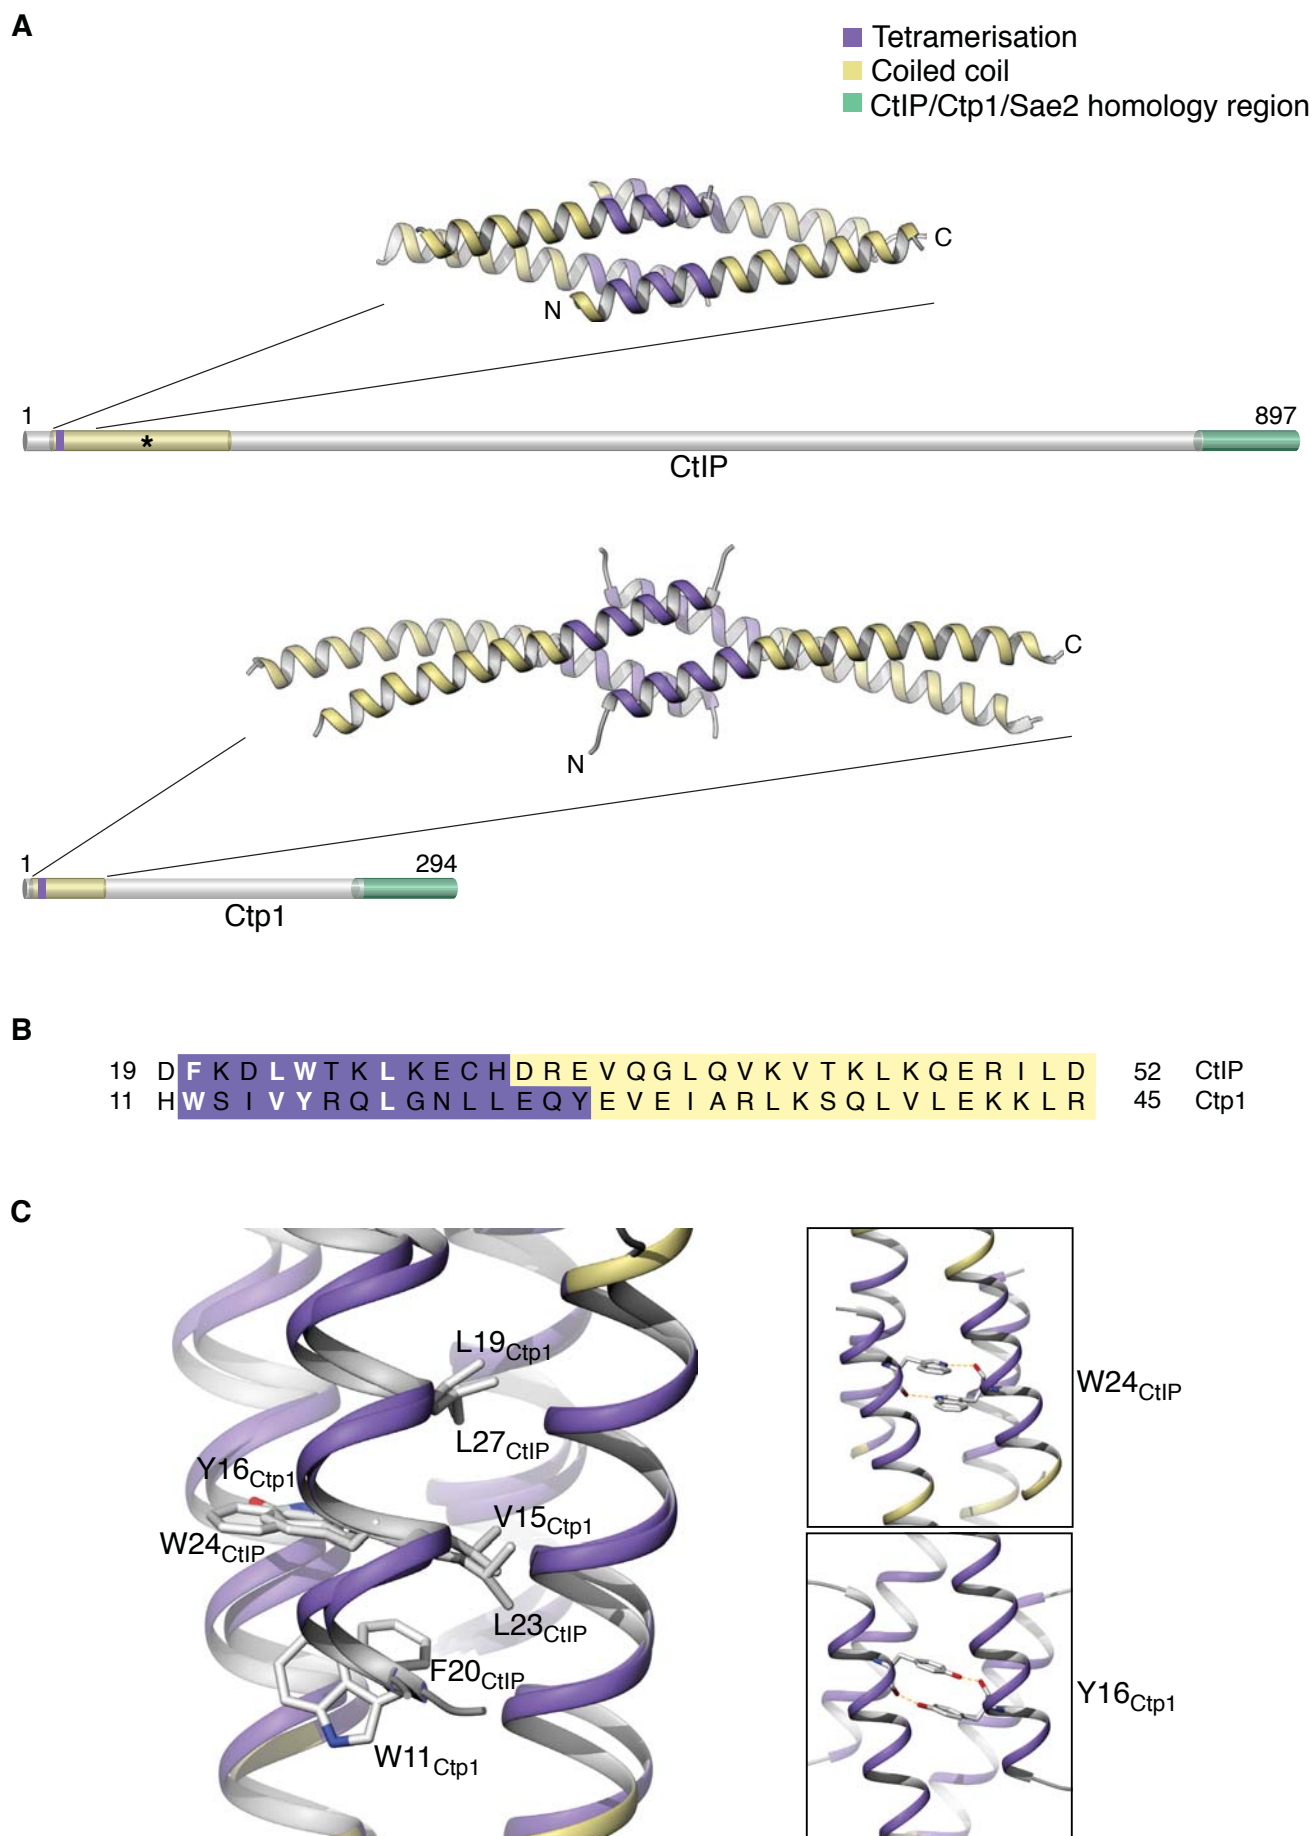 A
Tetramerisation
Coiled coil
CtIP/Ctp1/Sae2 homology region
C
N
1
897
*
CtIP
C
N
1
294
Ctp1
B
19 D F K D L W T K L K E C H D R E V Q G L Q V K V T K L K Q E R I L D 52 CtIP
11 H W S I V Y R Q L G N L L E Q Y E V E I A R L K S Q L V L E K K L R 45 Ctp1
C
L19Ctp1
L27CtIP
Y16Ctp1
V15Ctp1
W24CtIP
L23CtIP
F20CtIP
W11Ctp1
W24CtIP
Y16Ctp1